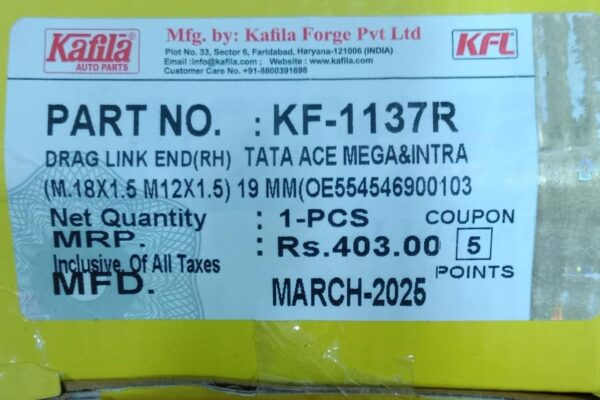 Kafila
AUTO PARTS
Mfg. by: Kafila Forge Pvt Ltd
Plot No. 33, Sector 6, Faridabad, Haryana-121006 (INDIA)
Email :Info@kafila.com ; Website : www.kafila.com
Customer Care No. +91-8800391698
KFL
PART NO. : KF-1137R
DRAG LINK END(RH) TATA ACE MEGA&INTRA
(M.18X1.5 M12X1.5) 19 MM(OE554546900103
Net Quantity : 1-PCS COUPON
MRP. : Rs.403.00 5
Inclusive. Of All Taxes POINTS
MFD. MARCH-2025